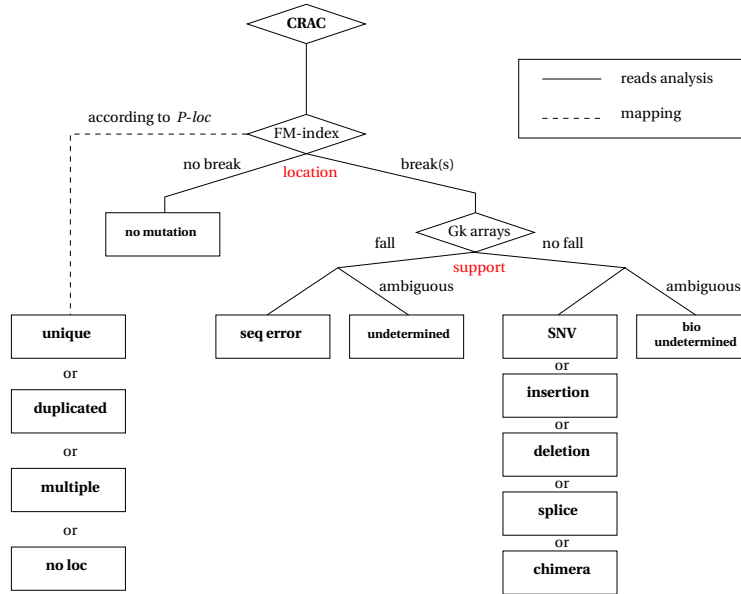 CRAC
reads analysis
mapping
according to P-loc
FM-index
no break
location
break(s)
no mutation
Gk arrays
fall
no fall
support
ambiguous
ambiguous
unique
seq error
undetermined
SNV
bio
undetermined
or
or
duplicated
insertion
or
or
multiple
deletion
or
or
no loc
splice
or
chimera